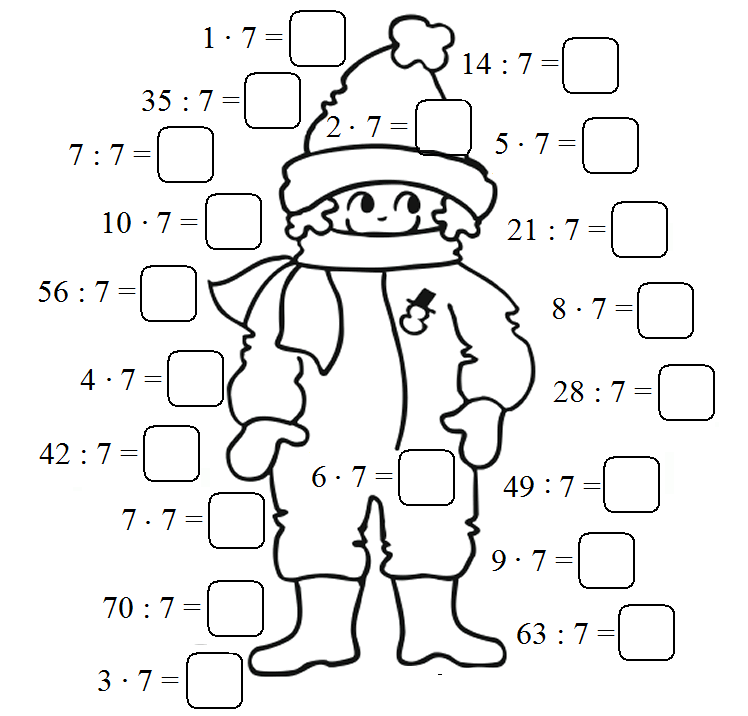 1 · 7 =
14 : 7 =
35 : 7 =
2 · 7 =
5 · 7 =
7 : 7 =
10 · 7 =
21 : 7 =
56 : 7 =
8 · 7 =
4 · 7 =
28 : 7 =
42 : 7 =
6 · 7 =
49 : 7 =
7 · 7 =
9 · 7 =
70 : 7 =
63 : 7 =
3 · 7 =